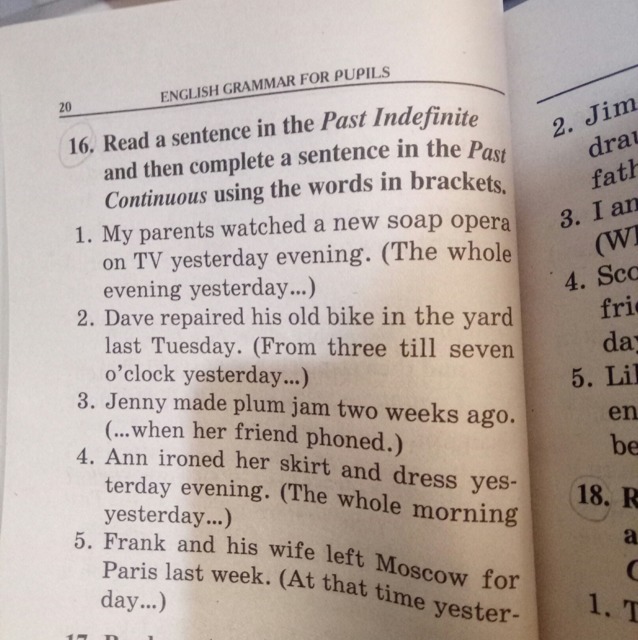 20
ENGLISH GRAMMAR FOR PUPILS
16. Read a sentence in the Past Indefinite
and then complete a sentence in the Past
Continuous using the words in brackets.
1. My parents watched a new soap opera
on TV yesterday evening. (The whole
evening yesterday...)
2. Dave repaired his old bike in the yard
last Tuesday. (From three till seven
o'clock yesterday...)
3. Jenny made plum jam two weeks ago.
(...when her friend phoned.)
4. Ann ironed her skirt and dress yes-
terday evening. (The whole morning
yesterday...)
5. Frank and his wife left Moscow for
Paris last week. (At that time yester-
day...)
17.
2. Jim
3. I am
4.
5.
18.
1.